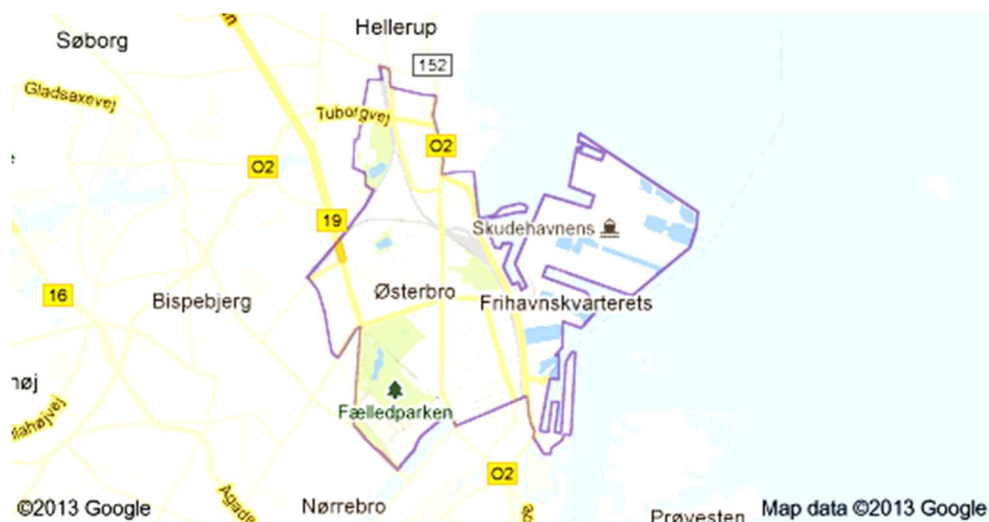 Hellerup
Søborg
152
Gladsaxevej
Tuborgvej
O2
O2
19
Skudehavnens
16
Bispebjerg
Østerbro
Frihavnskvarterets
Fælledparken
O2
Nørrebro
©2013 Google
Prøvesten
Map data ©2013 Google